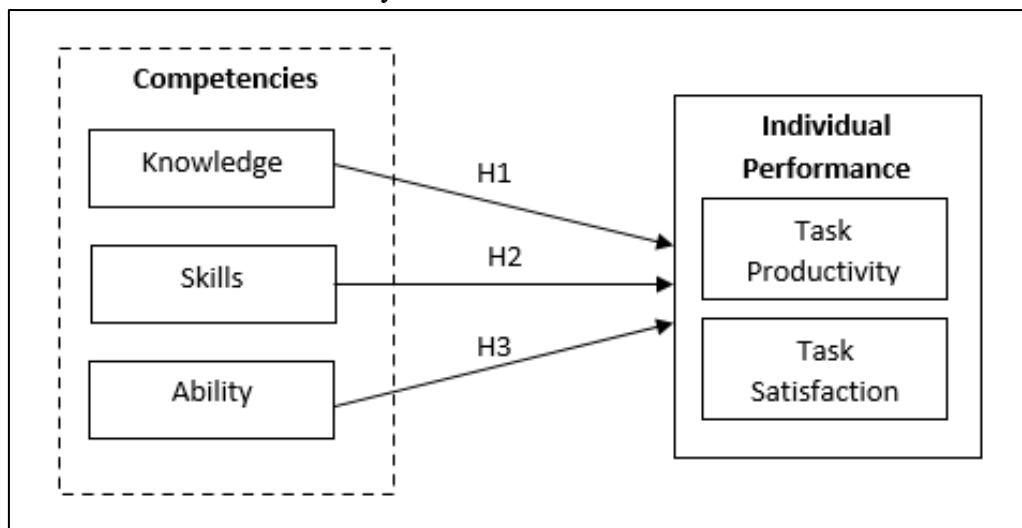 Competencies
Knowledge
Skills
Ability
H1
H2
H3
Individual
Performance
Task
Productivity
Task
Satisfaction